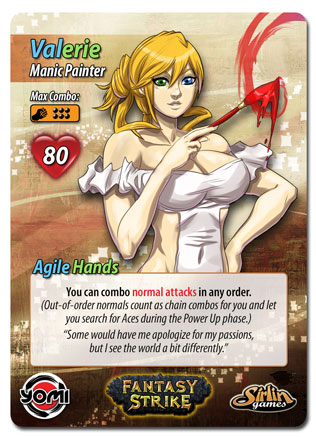 Valerie
Manic Painter
Max Combo:
80
Agile Hands
You can combo normal attacks in any order.
(Out-of-order normals count as chain combos for you and let
you search for Aces during the Power Up phase.)
“Some would have me apologize for my passions,
but I see the world a bit differently.”
YOMI
FANTASY
STRIKE
Sirlin
games